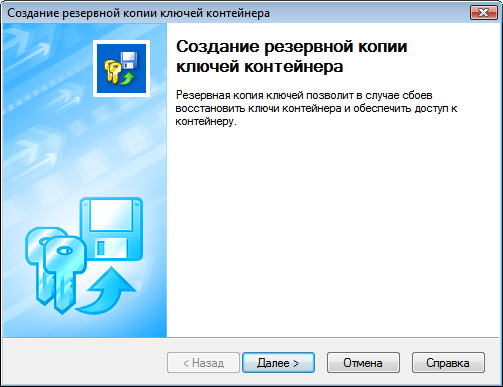 Создание резервной копии ключей контейнера
Создание резервной копии
ключей контейнера
Резервная копия ключей позволит в случае сбоев
восстановить ключи контейнера и обеспечить доступ к
контейнеру.
< Назад
Далее >
Отмена
Справка